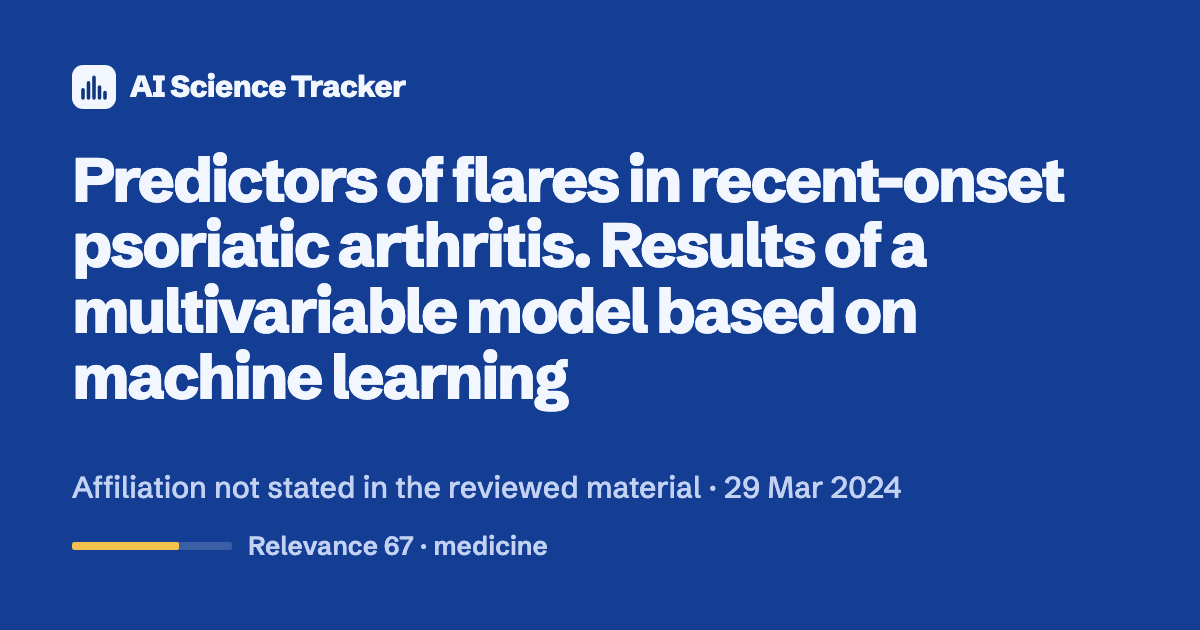 AI Science Tracker
Predictors of flares in recent-onset
psoriatic arthritis. Results of a
multivariable model based on
machine learning
Affiliation not stated in the reviewed material · 29 Mar 2024
Relevance 67 · medicine